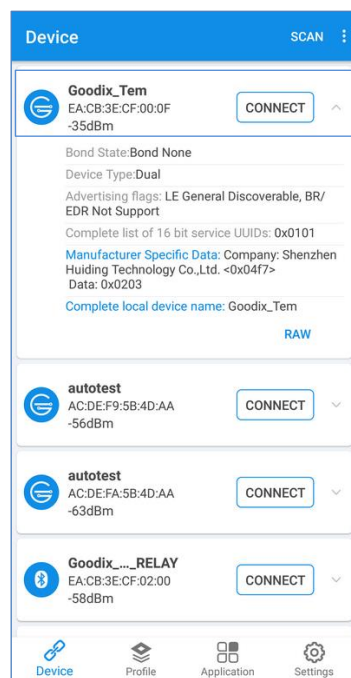 Device
SCAN
Goodix_Tem
EA:CB:3E:CF:00:0F
-35dBm
CONNECT
Bond State:Bond None
Device Type:Dual
Advertising flags: LE General Discoverable, BR/
EDR Not Support
Complete list of 16 bit service UUIDs: 0x0101
Manufacturer Specific Data: Company: Shenzhen
Huiding Technology Co.,Ltd. <0x04f7>
Data: 0x0203
Complete local device name: Goodix_Tem
RAW
autotest
AC:DE:F9:5B:4D:AA
-56dBm
CONNECT
autotest
AC:DE:FA:5B:4D:AA
-63dBm
CONNECT
Goodix_..._RELAY
EA:CB:3E:CF:02:00
-58dBm
CONNECT
Device
Profile
Application
Settings